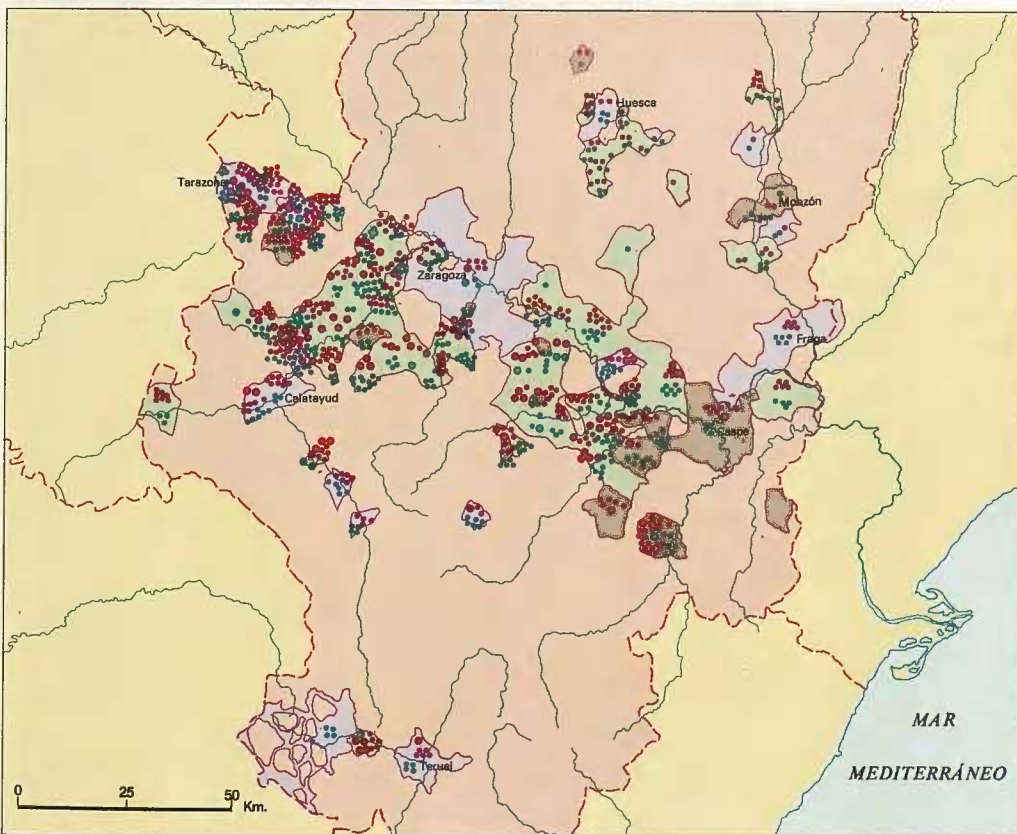 Huesca
Tarazona
Monzón
Zaragoza
Fraga
Calatayud
Caspe
Teruel
MAR
MEDITERRÁNEO
0 25 50
Km.